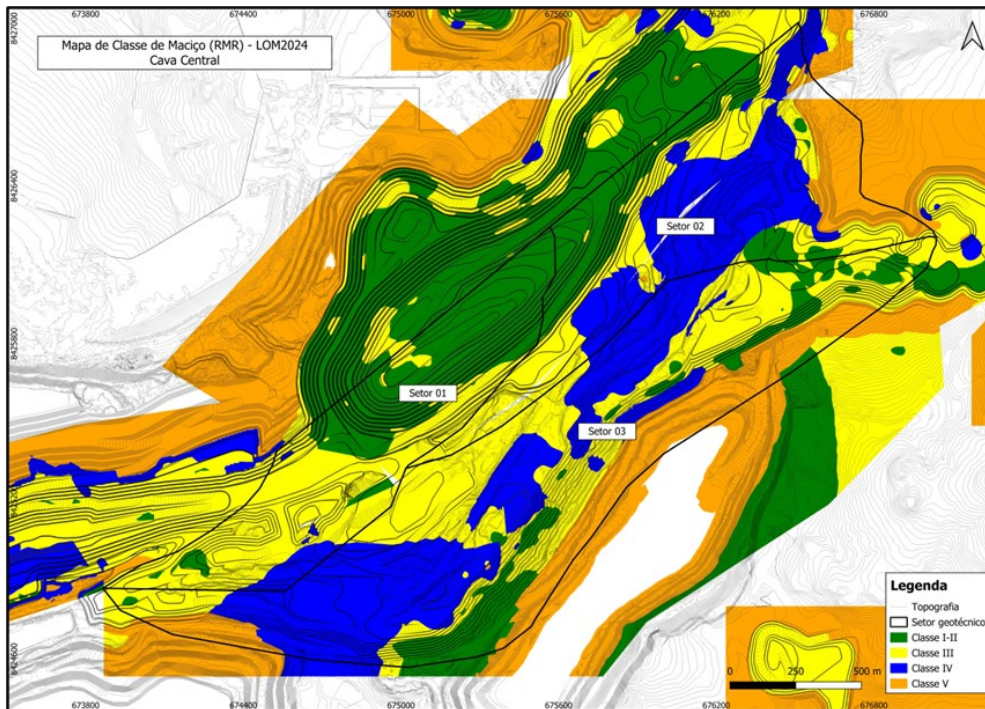 Mapa de Classe de Maciço (RMR) - LOM2024
Cava Central
673800
674400
675000
675600
676200
676800
8427000
8426400
8425800
8425200
8424600
Setor 01
Setor 02
Setor 03
Legenda
Topografia
Setor geotécnico
Classe I-II
Classe III
Classe IV
Classe V
0 250 500 m
673800
674400
675000
675600
676200
676800